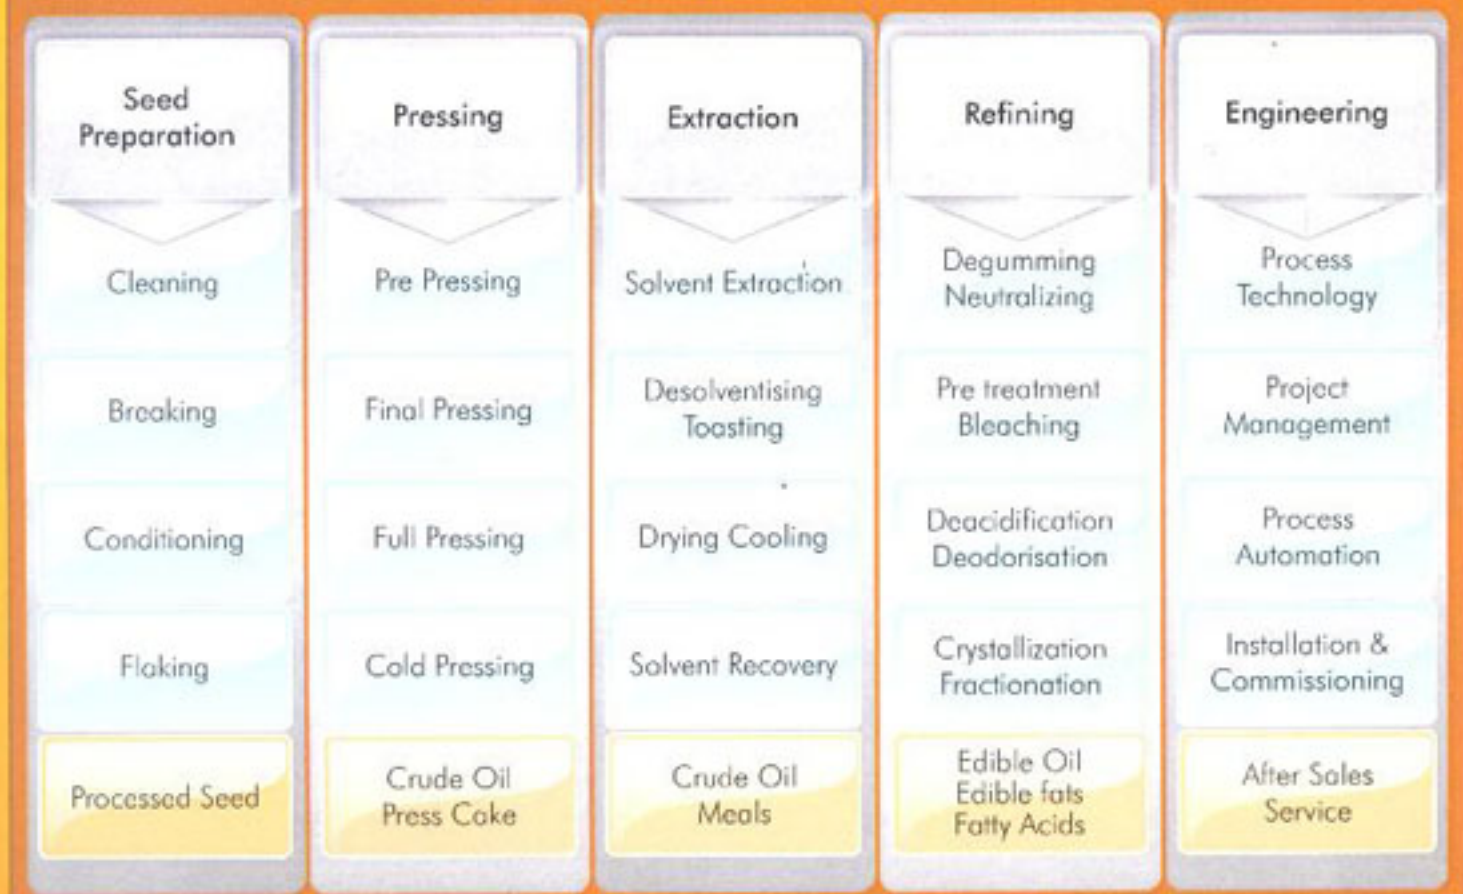 Seed
Preparation
Pressing
Extraction
Refining
Engineering
Cleaning
Pre Pressing
Solvent Extraction
Degumming
Neutralizing
Process
Technology
Breaking
Final Pressing
Desolventising
Toasting
Pre treatment
Bleaching
Project
Management
Conditioning
Full Pressing
Drying Cooling
Deacidification
Deodorisation
Process
Automation
Flaking
Cold Pressing
Solvent Recovery
Crystallization
Fractionation
Installation &
Commissioning
Processed Seed
Crude Oil
Press Cake
Crude Oil
Meals
Edible Oil
Edible fats
Fatty Acids
After Sales
Service